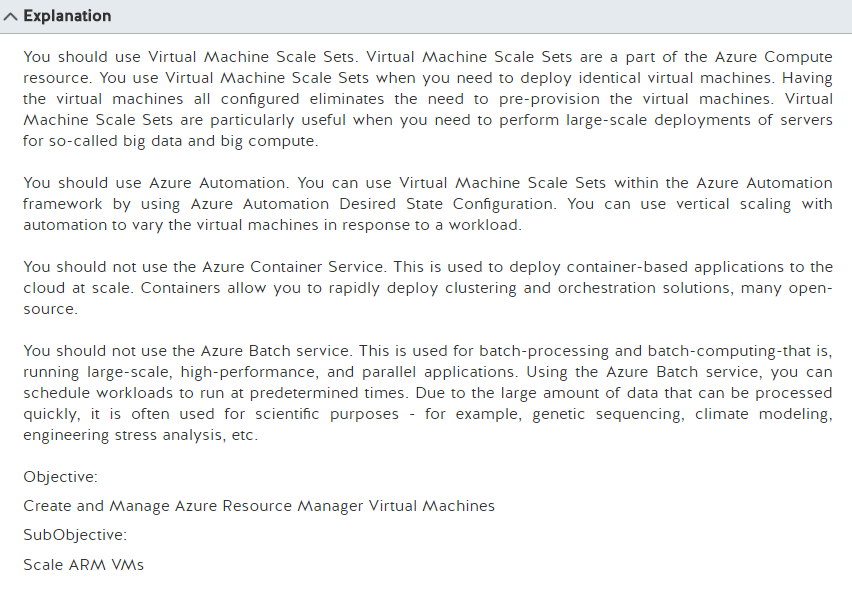 Explanation
You should use Virtual Machine Scale Sets. Virtual Machine Scale Sets are a part of the Azure Compute
resource. You use Virtual Machine Scale Sets when you need to deploy identical virtual machines. Having
the virtual machines all configured eliminates the need to pre-provision the virtual machines. Virtual
Machine Scale Sets are particularly useful when you need to perform large-scale deployments of servers
for so-called big data and big compute.
You should use Azure Automation. You can use Virtual Machine Scale Sets within the Azure Automation
framework by using Azure Automation Desired State Configuration. You can use vertical scaling with
automation to vary the virtual machines in response to a workload.
You should not use the Azure Container Service. This is used to deploy container-based applications to the
cloud at scale. Containers allow you to rapidly deploy clustering and orchestration solutions, many open-
source.
You should not use the Azure Batch service. This is used for batch-processing and batch-computing-that is,
running large-scale, high-performance, and parallel applications. Using the Azure Batch service, you can
schedule workloads to run at predetermined times. Due to the large amount of data that can be processed
quickly, it is often used for scientific purposes - for example, genetic sequencing, climate modeling,
engineering stress analysis, etc.
Objective:
Create and Manage Azure Resource Manager Virtual Machines
SubObjective:
Scale ARM VMs